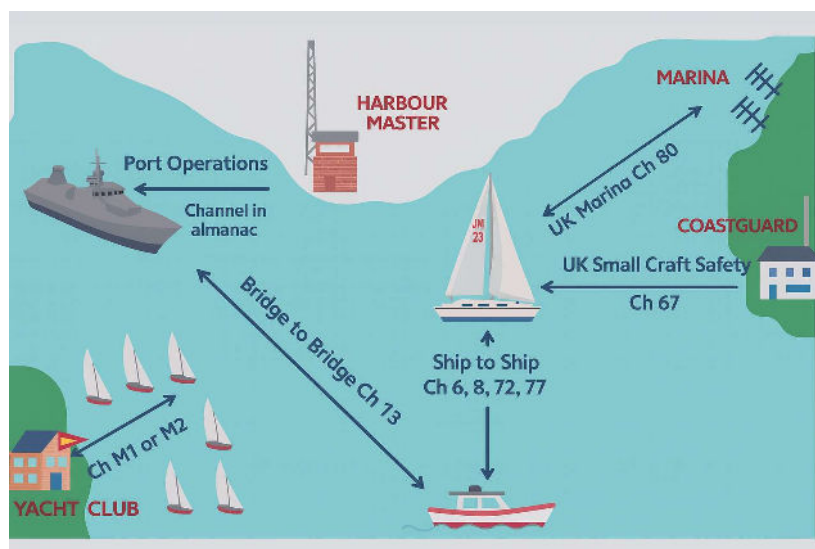 MARINA
HARBOUR
MASTER
Port Operations
Channel in
almanac
UK Marina Ch 80
JM
23
COASTGUARD
UK Small Craft Safety
Ch 67
Bridge to Bridge Ch 13
Ship to Ship
Ch 6, 8, 72, 77
Ch M1 or M2
YACHT CLUB